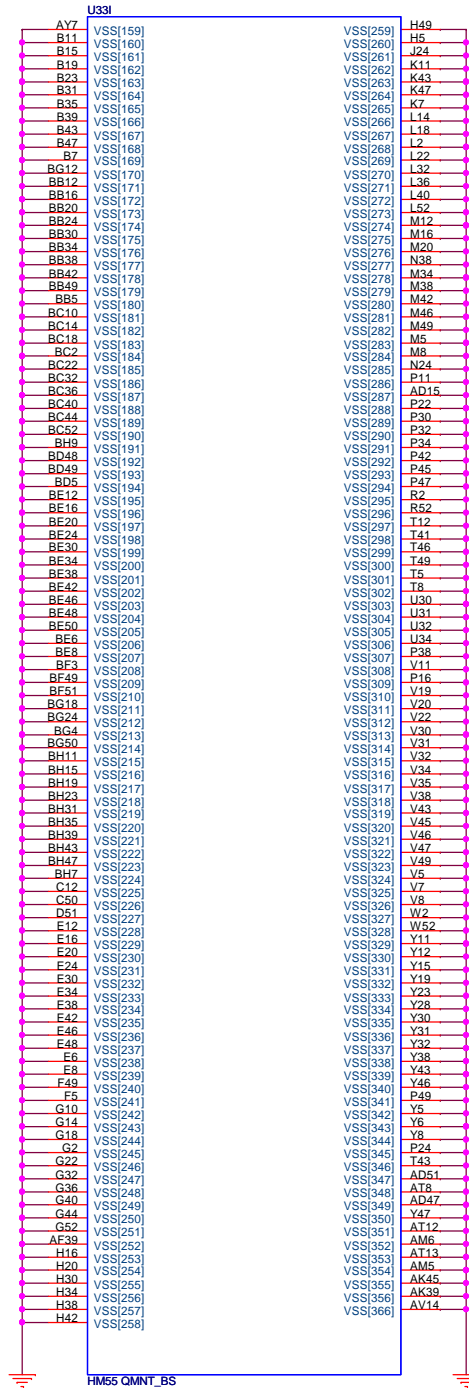 U33I
AY7 VSS[159] VSS[259] H49
B11 VSS[160] VSS[260] H5
B15 VSS[161] VSS[261] J24
B19 VSS[162] VSS[262] K11
B23 VSS[163] VSS[263] K43
B31 VSS[164] VSS[264] K47
B35 VSS[165] VSS[265] K7
B39 VSS[166] VSS[266] L14
B43 VSS[167] VSS[267] L18
B47 VSS[168] VSS[268] L2
B7 VSS[169] VSS[269] L22
BG12 VSS[170] VSS[270] L32
BB12 VSS[171] VSS[271] L36
BB16 VSS[172] VSS[272] L40
BB20 VSS[173] VSS[273] L52
BB24 VSS[174] VSS[274] M12
BB30 VSS[175] VSS[275] M16
BB34 VSS[176] VSS[276] M20
BB38 VSS[177] VSS[277] N38
BB42 VSS[178] VSS[278] M34
BB49 VSS[179] VSS[279] M38
BB5 VSS[180] VSS[280] M42
BC10 VSS[181] VSS[281] M46
BC14 VSS[182] VSS[282] M49
BC18 VSS[183] VSS[283] M5
BC2 VSS[184] VSS[284] M8
BC22 VSS[185] VSS[285] N24
BC32 VSS[186] VSS[286] P11
BC36 VSS[187] VSS[287] AD15
BC40 VSS[188] VSS[288] P22
BC44 VSS[189] VSS[289] P30
BC52 VSS[190] VSS[290] P32
BH9 VSS[191] VSS[291] P34
BD48 VSS[192] VSS[292] P42
BD49 VSS[193] VSS[293] P45
BD5 VSS[194] VSS[294] P47
BE12 VSS[195] VSS[295] R2
BE16 VSS[196] VSS[296] R52
BE20 VSS[197] VSS[297] T12
BE24 VSS[198] VSS[298] T41
BE30 VSS[199] VSS[299] T46
BE34 VSS[200] VSS[300] T49
BE38 VSS[201] VSS[301] T5
BE42 VSS[202] VSS[302] T8
BE46 VSS[203] VSS[303] U30
BE48 VSS[204] VSS[304] U31
BE50 VSS[205] VSS[305] U32
BE6 VSS[206] VSS[306] U34
BE8 VSS[207] VSS[307] P38
BF3 VSS[208] VSS[308] V11
BF49 VSS[209] VSS[309] P16
BF51 VSS[210] VSS[310] V19
BG18 VSS[211] VSS[311] V20
BG24 VSS[212] VSS[312] V22
BG4 VSS[213] VSS[313] V30
BG50 VSS[214] VSS[314] V31
BH11 VSS[215] VSS[315] V32
BH15 VSS[216] VSS[316] V34
BH19 VSS[217] VSS[317] V35
BH23 VSS[218] VSS[318] V38
BH31 VSS[219] VSS[319] V43
BH35 VSS[220] VSS[320] V45
BH39 VSS[221] VSS[321] V46
BH43 VSS[222] VSS[322] V47
BH47 VSS[223] VSS[323] V49
BH7 VSS[224] VSS[324] V5
C12 VSS[225] VSS[325] V7
C50 VSS[226] VSS[326] V8
D51 VSS[227] VSS[327] W2
E12 VSS[228] VSS[328] W52
E16 VSS[229] VSS[329] Y11
E20 VSS[230] VSS[330] Y12
E24 VSS[231] VSS[331] Y15
E30 VSS[232] VSS[332] Y19
E34 VSS[233] VSS[333] Y23
E38 VSS[234] VSS[334] Y28
E42 VSS[235] VSS[335] Y30
E46 VSS[236] VSS[336] Y31
E48 VSS[237] VSS[337] Y32
E6 VSS[238] VSS[338] Y38
E8 VSS[239] VSS[339] Y43
F49 VSS[240] VSS[340] Y46
F5 VSS[241] VSS[341] P49
G10 VSS[242] VSS[342] Y5
G14 VSS[243] VSS[343] Y6
G18 VSS[244] VSS[344] Y8
G2 VSS[245] VSS[345] P24
G22 VSS[246] VSS[346] T43
G32 VSS[247] VSS[347] AD51
G36 VSS[248] VSS[348] AT8
G40 VSS[249] VSS[349] AD47
G44 VSS[250] VSS[350] Y47
G52 VSS[251] VSS[351] AT12
AF39 VSS[252] VSS[352] AM6
H16 VSS[253] VSS[353] AT13
H20 VSS[254] VSS[354] AM5
H30 VSS[255] VSS[355] AK45
H34 VSS[256] VSS[356] AK39
H38 VSS[257] VSS[366] AV14
H42 VSS[258]
HM55 QMNT_BS